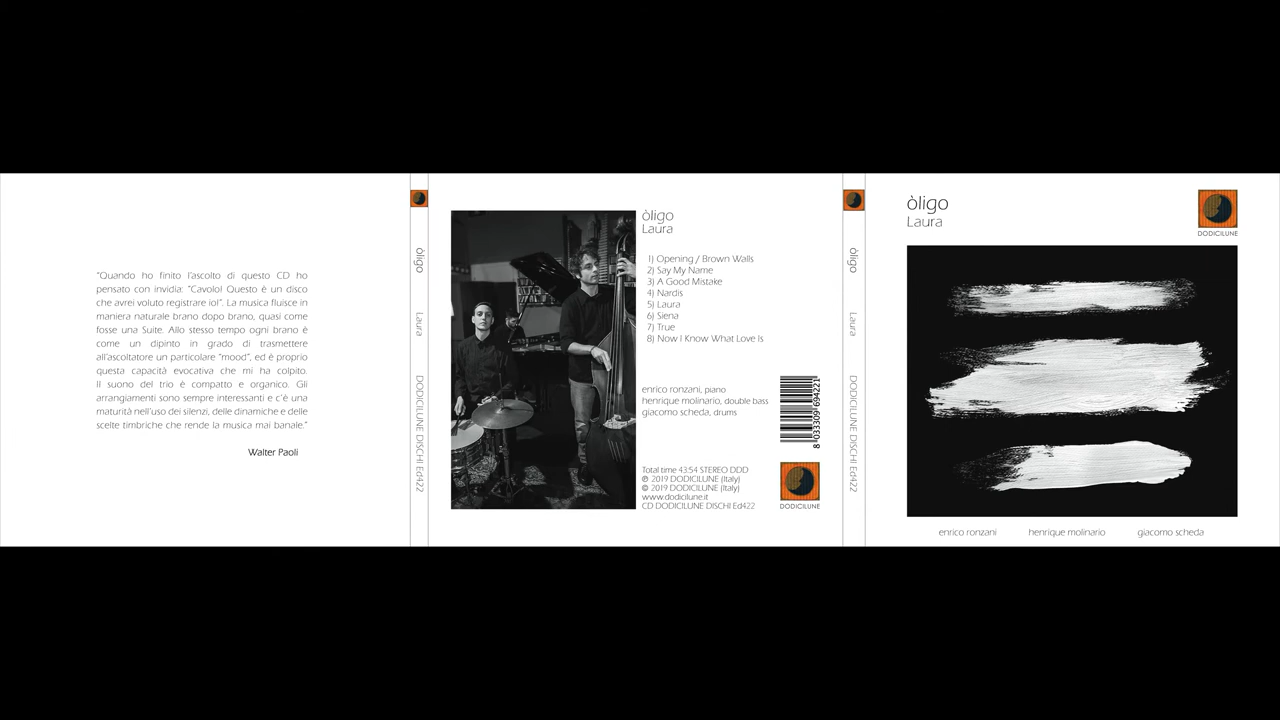 "Quando ho finito l'ascolto di questo CD ho
pensato con invidia: "Cavolo! Questo è un disco
che avrei voluto registrare io!". La musica fluisce in
maniera naturale brano dopo brano, quasi come
fosse una Suite. Allo stesso tempo ogni brano è
come un dipinto in grado di trasmettere
all'ascoltatore un particolare "mood", ed è proprio
questa capacità evocativa che mi ha colpito.
Il suono del trio è compatto e organico. Gli
arrangiamenti sono sempre interessanti e c'è una
maturità nell'uso dei silenzi, delle dinamiche e delle
scelte timbriche che rende la musica mai banale."
Walter Paoli
òligo Laura DODICILUNE DISCHI Ed422
òligo
Laura
1) Opening / Brown Walls
2) Say My Name
3) A Good Mistake
4) Nardis
5) Laura
6) Siena
7) True
8) Now I Know What Love Is
enrico ronzani, piano
henrique molinario, double bass
giacomo scheda, drums
8 033309 694221
Total time 43:54 STEREO DDD
℗ 2019 DODICILUNE (Italy)
© 2019 DODICILUNE (Italy)
www.dodicilune.it
CD DODICILUNE DISCHI Ed422
DODICILUNE
òligo Laura DODICILUNE DISCHI Ed422
òligo
Laura
DODICILUNE
enrico ronzani henrique molinario giacomo scheda